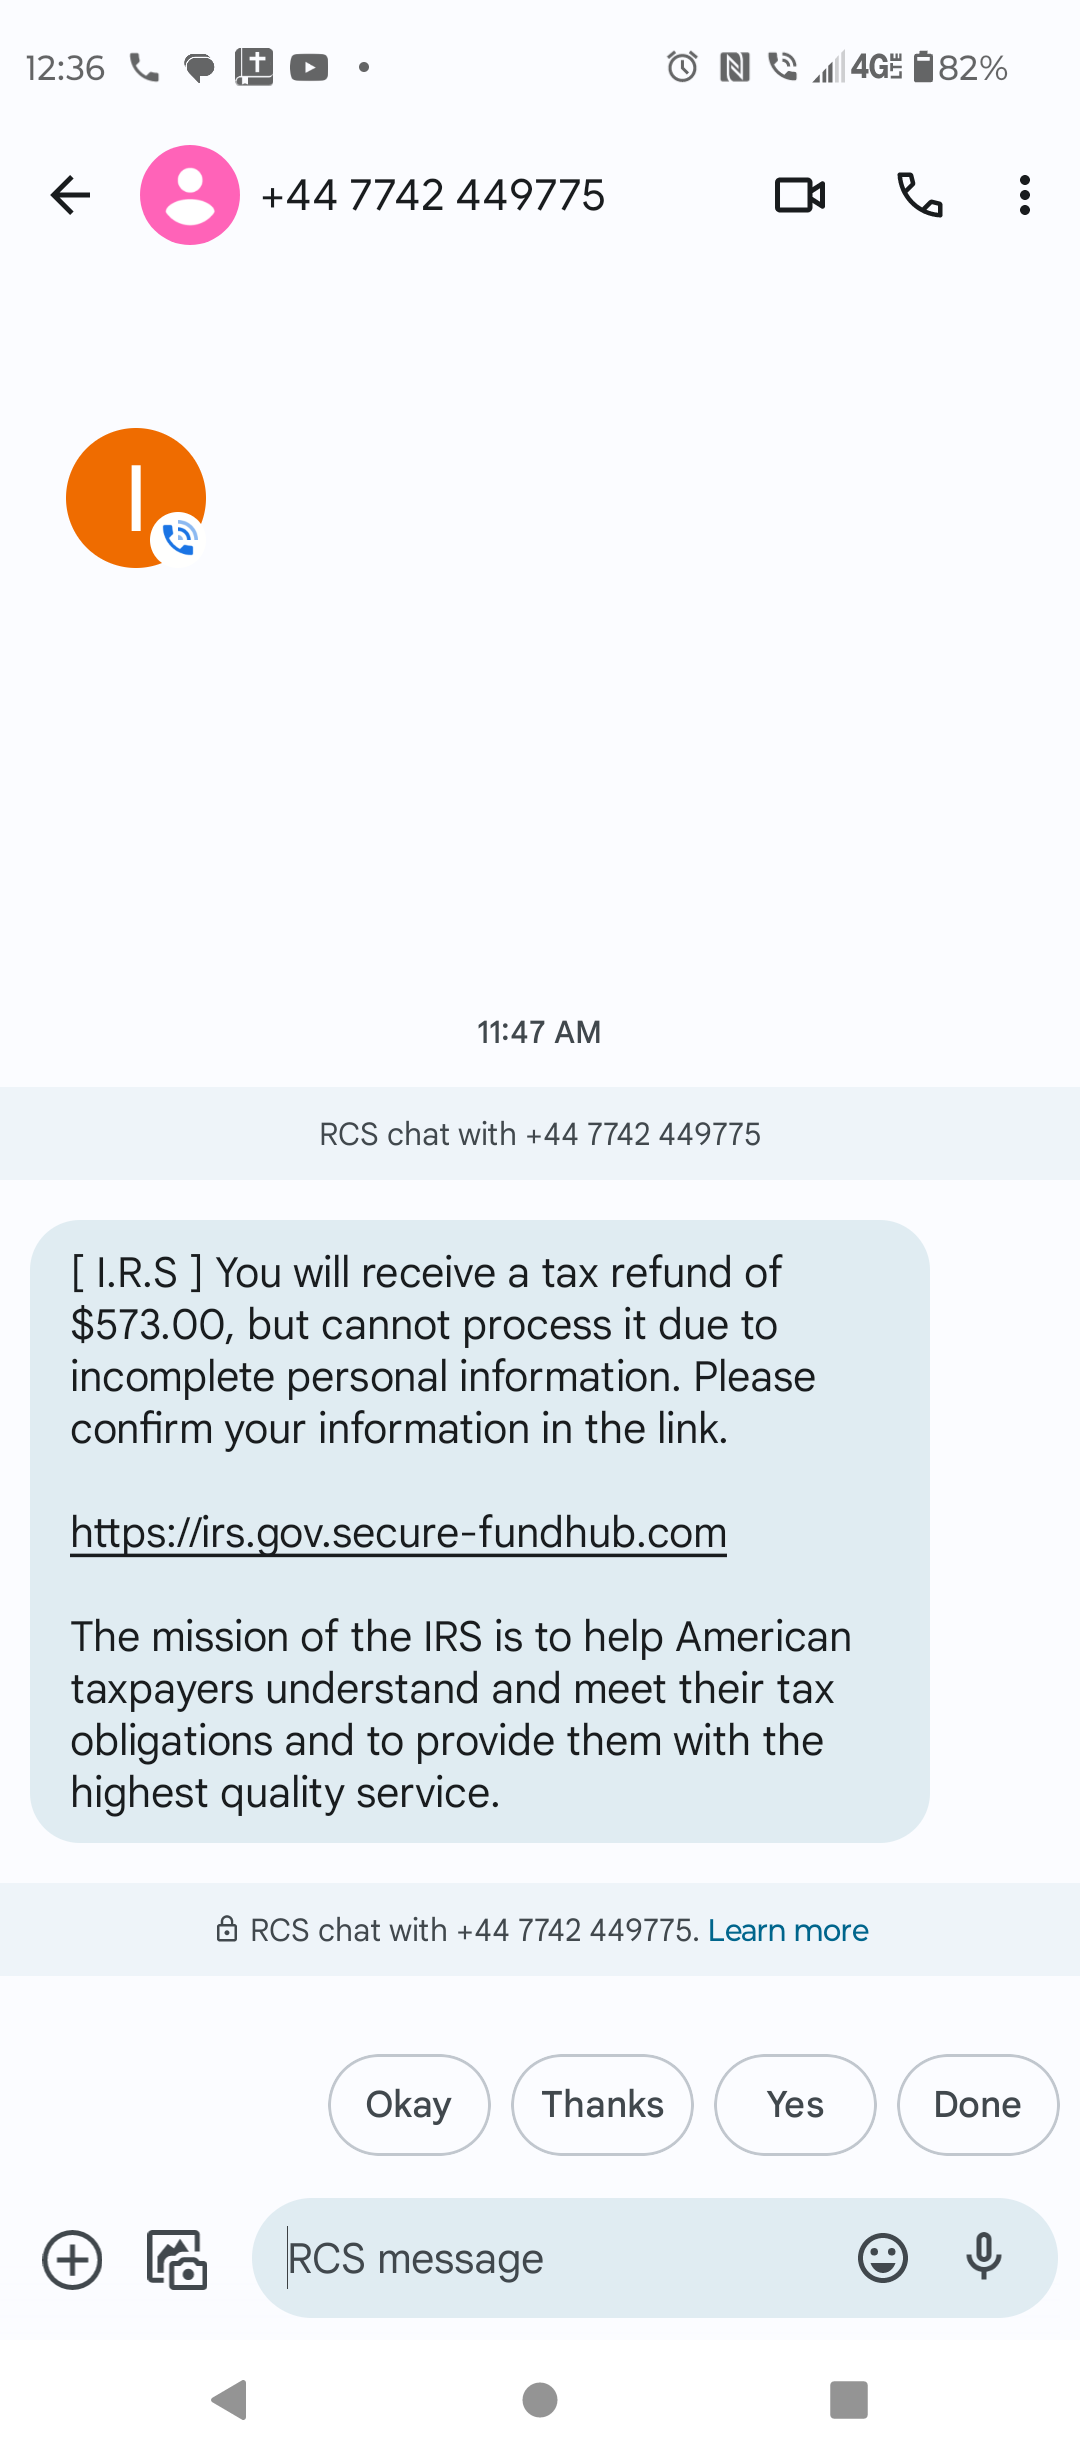 12:36 4G LTE 82%
+44 7742 449775
I
11:47 AM
RCS chat with +44 7742 449775
[ I.R.S ] You will receive a tax refund of
$573.00, but cannot process it due to
incomplete personal information. Please
confirm your information in the link.
https://irs.gov.secure-fundhub.com
The mission of the IRS is to help American
taxpayers understand and meet their tax
obligations and to provide them with the
highest quality service.
RCS chat with +44 7742 449775. Learn more
Okay Thanks Yes Done
RCS message